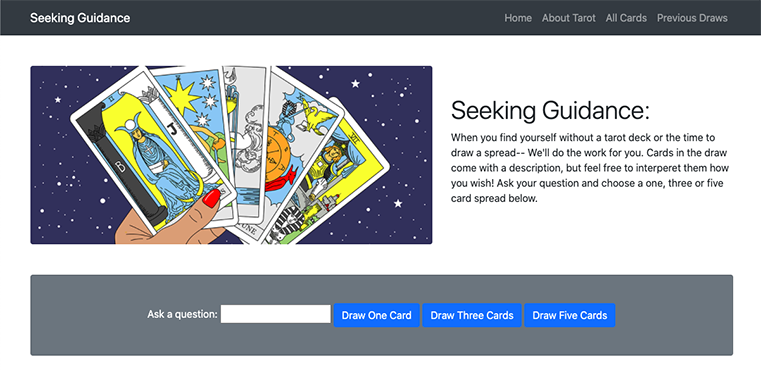 Seeking Guidance
Home About Tarot All Cards Previous Draws
Seeking Guidance:
When you find yourself without a tarot deck or the time to
draw a spread-- We'll do the work for you. Cards in the draw
come with a description, but feel free to interperet them how
you wish! Ask your question and choose a one, three or five
card spread below.
B
J
Ask a question:
Draw One Card
Draw Three Cards
Draw Five Cards